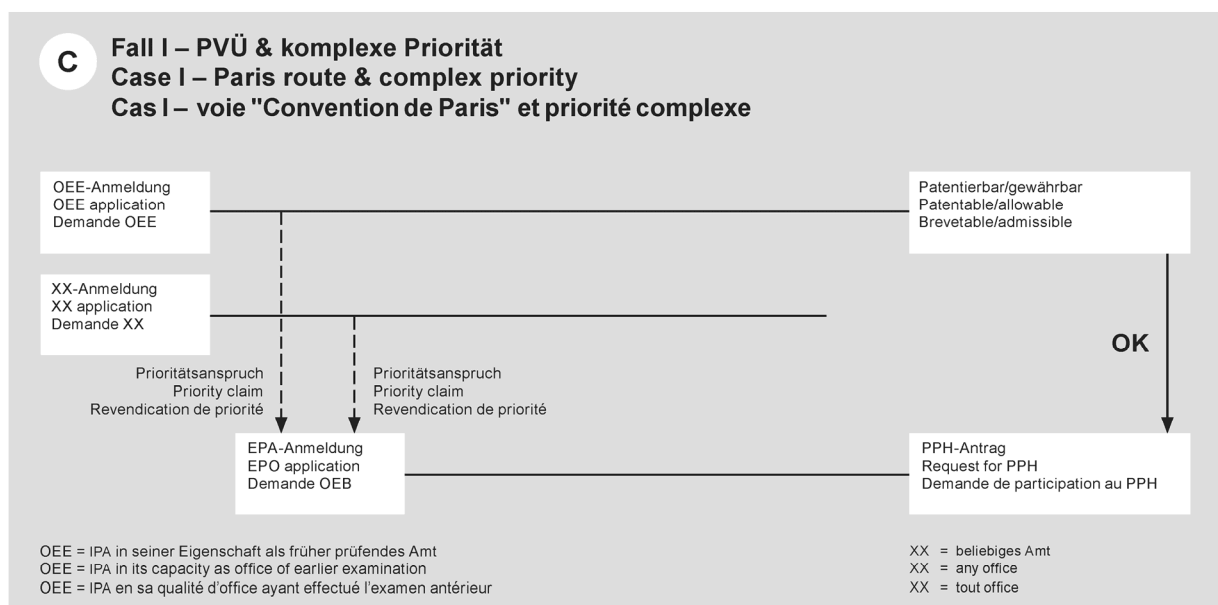 C
Fall I – PVÜ & komplexe Priorität
Case I – Paris route & complex priority
Cas I – voie "Convention de Paris" et priorité complexe
OEE-Anmeldung
OEE application
Demande OEE
Patentierbar/gewährbar
Patentable/allowable
Brevetable/admissible
XX-Anmeldung
XX application
Demande XX
OK
Prioritätsanspruch
Priority claim
Revendication de priorité
Prioritätsanspruch
Priority claim
Revendication de priorité
EPA-Anmeldung
EPO application
Demande OEB
PPH-Antrag
Request for PPH
Demande de participation au PPH
OEE = IPA in seiner Eigenschaft als früher prüfendes Amt
OEE = IPA in its capacity as office of earlier examination
OEE = IPA en sa qualité d'office ayant effectué l'examen antérieur
XX = beliebiges Amt
XX = any office
XX = tout office